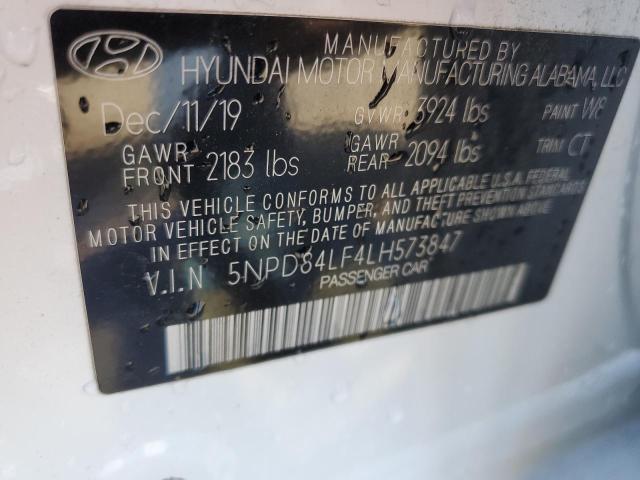 MANUFACTURED BY
HYUNDAI MOTOR MANUFACTURING ALABAMA, LLC
Dec/11/19 GVWR 3924 lbs PAINT W8
GAWR FRONT 2183 lbs GAWR REAR 2094 lbs TRIM CT
THIS VEHICLE CONFORMS TO ALL APPLICABLE U.S.A. FEDERAL
MOTOR VEHICLE SAFETY, BUMPER, AND THEFT PREVENTION STANDARDS
IN EFFECT ON THE DATE OF MANUFACTURE SHOWN ABOVE.
V.I.N 5NPD84LF4LH573847
PASSENGER CAR